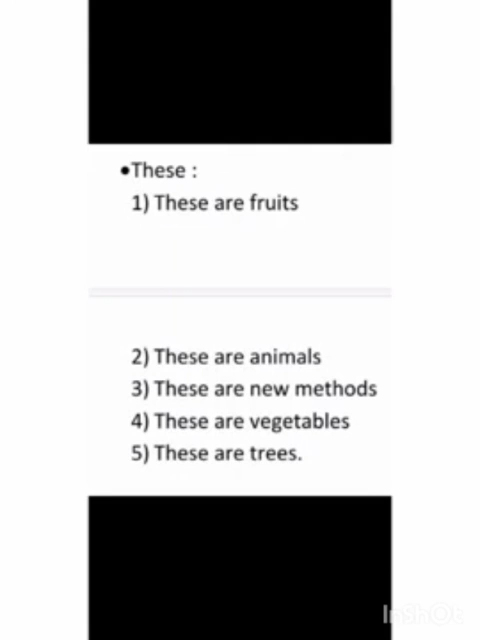 •These :
1) These are fruits
2) These are animals
3) These are new methods
4) These are vegetables
5) These are trees.
InShOt